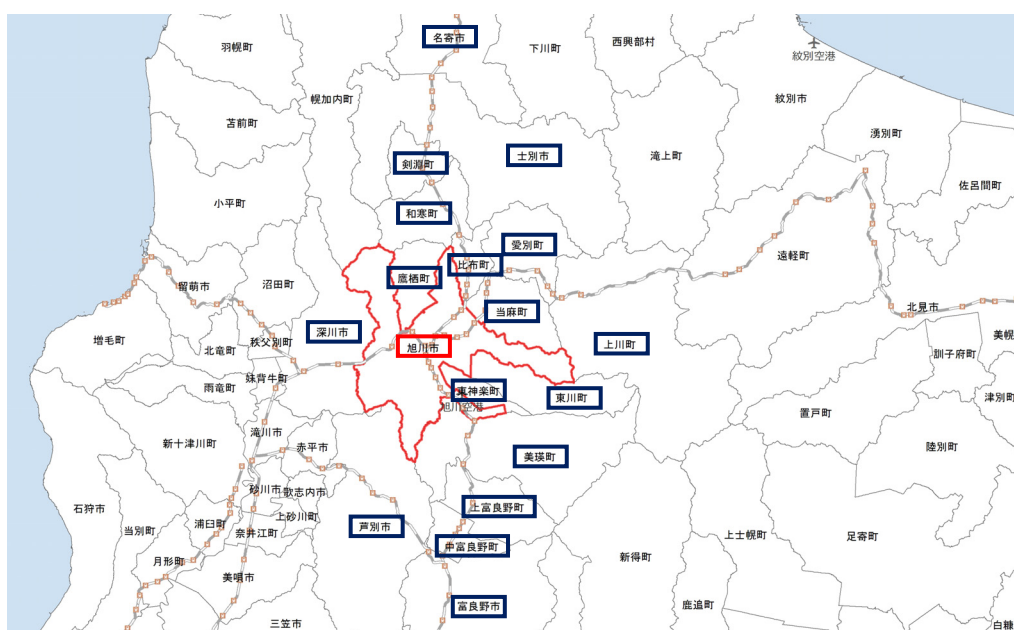 名寄市
羽幌町
下川町
西興部村
紋別空港
幌加内町
紋別市
苫前町
湧別町
剣淵町
士別市
滝上町
佐呂間町
小平町
和寒町
愛別町
比布町
遠軽町
鷹栖町
沼田町
留萌市
当麻町
北見市
深川市
増毛町
秩父別町
旭川市
上川町
北竜町
訓子府町
美幌
妹背牛町
雨竜町
東神楽町
東川町
津別町
旭川空港
置戸町
滝川市
新十津川町
赤平市
陸別町
美瑛町
砂川市
歌志内市
石狩市
上富良野町
上砂川町
浦臼町
当別町
芦別市
奈井江町
上士幌町
足寄町
中富良野町
新得町
月形町
美唄市
富良野市
鹿追町
三笠市
白糠